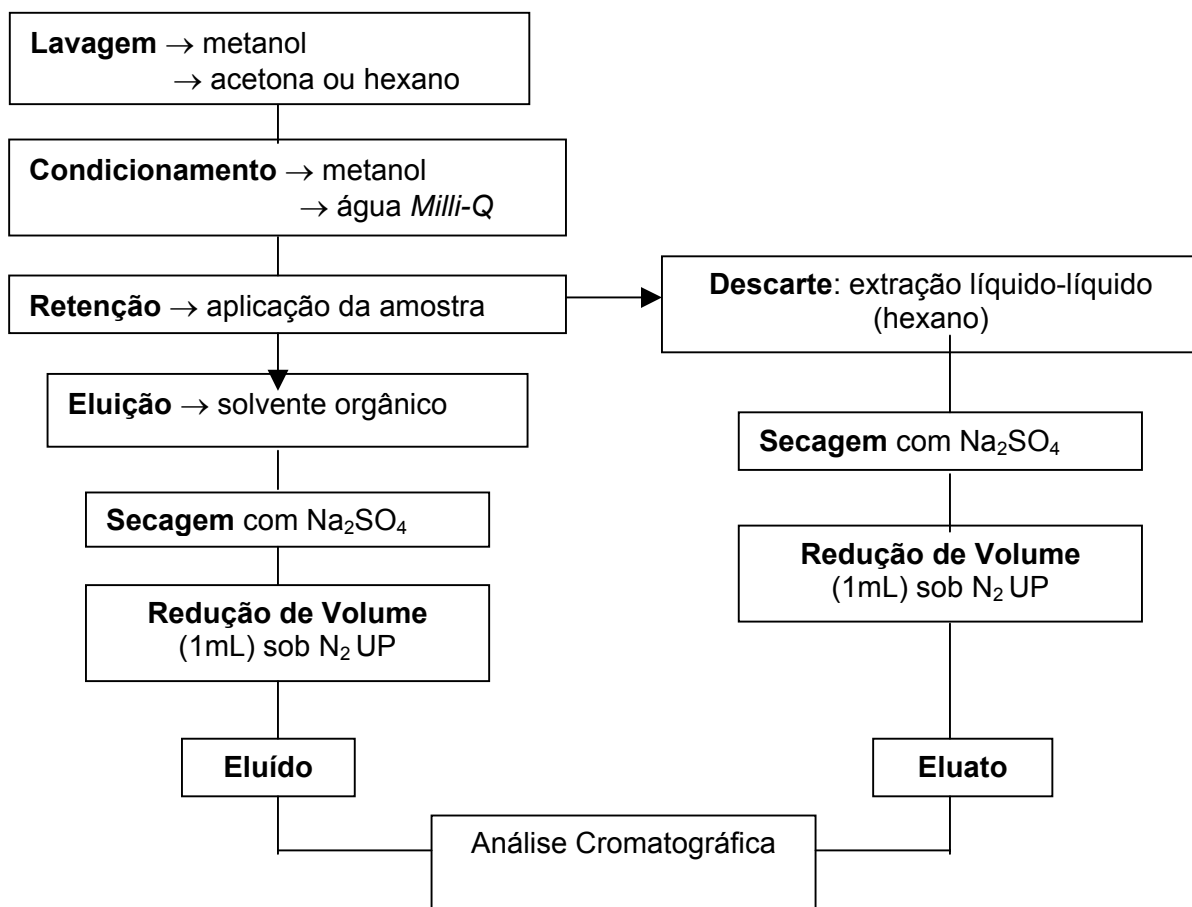 Lavagem → metanol
→ acetona ou hexano
Condicionamento → metanol
→ água Milli-Q
Retenção → aplicação da amostra
Descarte: extração líquido-líquido
(hexano)
Eluição → solvente orgânico
Secagem com Na₂SO₄
Secagem com Na₂SO₄
Redução de Volume
(1mL) sob N₂ UP
Redução de Volume
(1mL) sob N₂ UP
Eluído
Eluato
Análise Cromatográfica